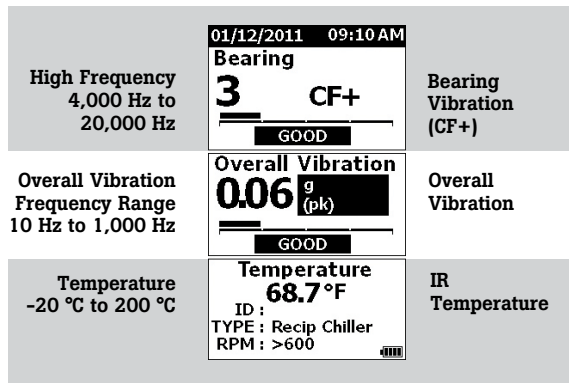 High Frequency
4,000 Hz to
20,000 Hz
01/12/2011 09:10 AM
Bearing
3 CF+
GOOD
Bearing
Vibration
(CF+)
Overall Vibration
Frequency Range
10 Hz to 1,000 Hz
Overall Vibration
0.06 g
(pk)
GOOD
Overall
Vibration
Temperature
–20 °C to 200 °C
Temperature
68.7°F
ID :
TYPE : Recip Chiller
RPM : >600
IR
Temperature